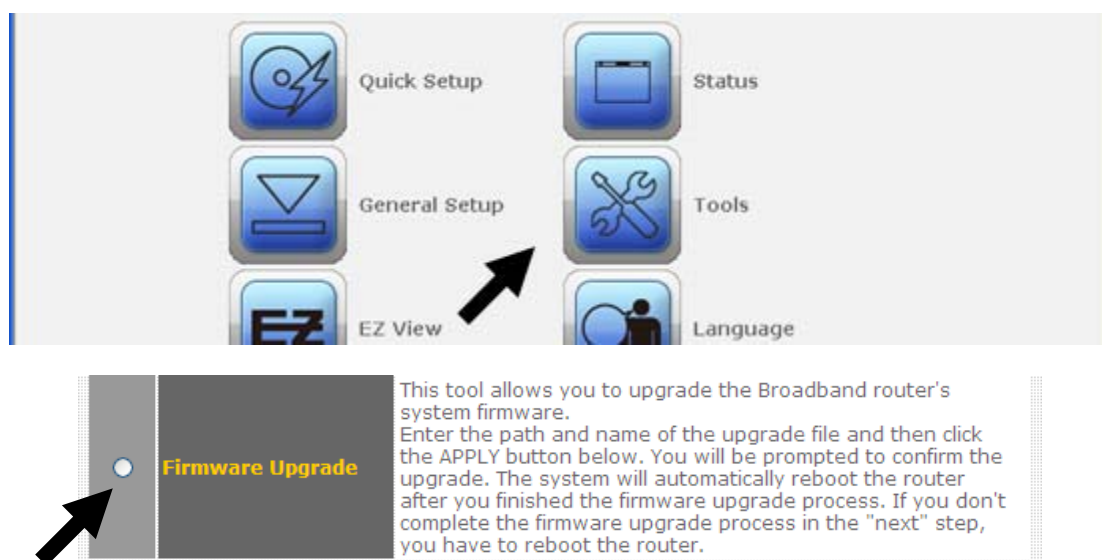 Quick Setup
Status
General Setup
Tools
EZ
EZ View
Language
Firmware Upgrade
This tool allows you to upgrade the Broadband router's
system firmware.
Enter the path and name of the upgrade file and then click
the APPLY button below. You will be prompted to confirm the
upgrade. The system will automatically reboot the router
after you finished the firmware upgrade process. If you don't
complete the firmware upgrade process in the "next" step,
you have to reboot the router.